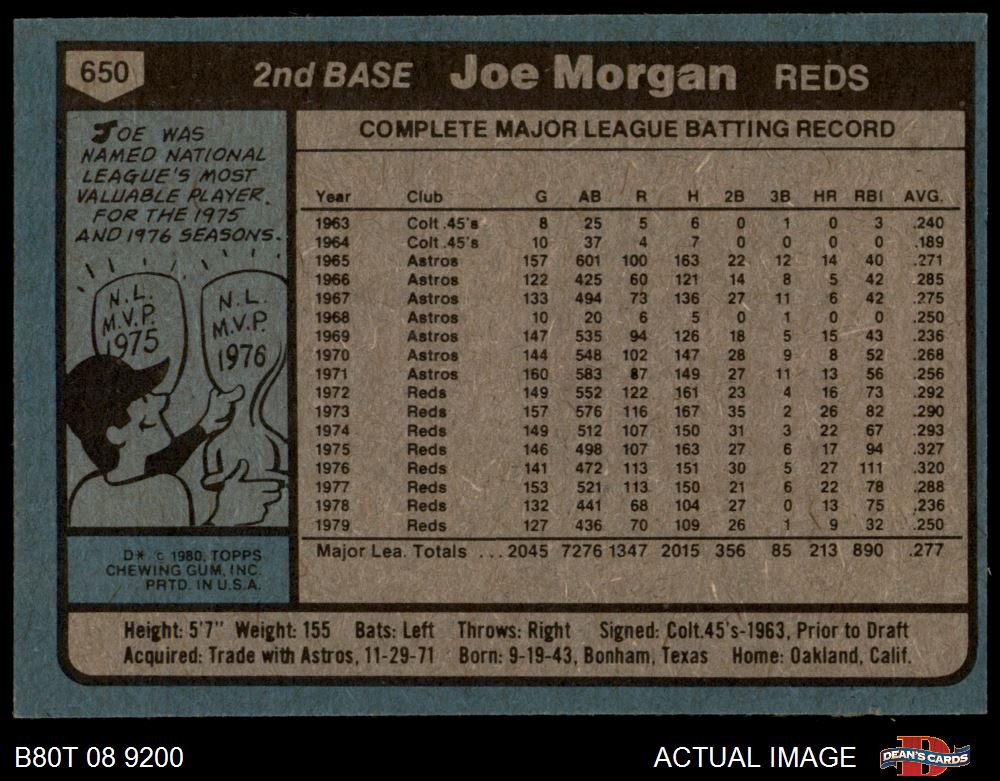 650 2nd BASE Joe Morgan REDS
JOE WAS
NAMED NATIONAL
LEAGUE'S MOST
VALUABLE PLAYER
FOR THE 1975
AND 1976 SEASONS.
N.L.
M.V.P.
1975
N.L.
M.V.P.
1976
D* © 1980, TOPPS
CHEWING GUM, INC.
PRTD. IN U.S.A.
COMPLETE MAJOR LEAGUE BATTING RECORD
Year Club G AB R H 2B 3B HR RBI AVG.
1963 Colt .45's 8 25 5 6 0 1 0 3 .240
1964 Colt .45's 10 37 4 7 0 0 0 0 .189
1965 Astros 157 601 100 163 22 12 14 40 .271
1966 Astros 122 425 60 121 14 8 5 42 .285
1967 Astros 133 494 73 136 27 11 6 42 .275
1968 Astros 10 20 6 5 0 1 0 0 .250
1969 Astros 147 535 94 126 18 5 15 43 .236
1970 Astros 144 548 102 147 28 9 8 52 .268
1971 Astros 160 583 87 149 27 11 13 56 .256
1972 Reds 149 552 122 161 23 4 16 73 .292
1973 Reds 157 576 116 167 35 2 26 82 .290
1974 Reds 149 512 107 150 31 3 22 67 .293
1975 Reds 146 498 107 163 27 6 17 94 .327
1976 Reds 141 472 113 151 30 5 27 111 .320
1977 Reds 153 521 113 150 21 6 22 78 .288
1978 Reds 132 441 68 104 27 0 13 75 .236
1979 Reds 127 436 70 109 26 1 9 32 .250
Major Lea. Totals ... 2045 7276 1347 2015 356 85 213 890 .277
Height: 5'7" Weight: 155 Bats: Left Throws: Right Signed: Colt.45's-1963, Prior to Draft
Acquired: Trade with Astros, 11-29-71 Born: 9-19-43, Bonham, Texas Home: Oakland, Calif.
B80T 08 9200 ACTUAL IMAGE DEAN'S CARDS